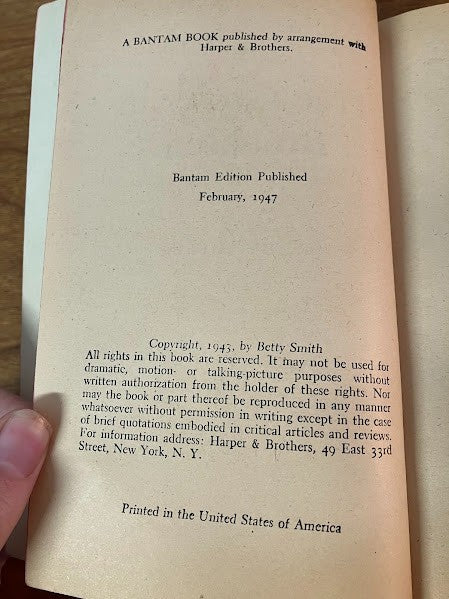 A BANTAM BOOK published by arrangement with
Harper & Brothers.
Bantam Edition Published
February, 1947
Copyright, 1943, by Betty Smith
All rights in this book are reserved. It may not be used for
dramatic, motion- or talking-picture purposes without
written authorization from the holder of these rights. Nor
may the book or part thereof be reproduced in any manner
whatsoever without permission in writing except in the case
of brief quotations embodied in critical articles and reviews.
For information address: Harper & Brothers, 49 East 33rd
Street, New York, N. Y.
Printed in the United States of America